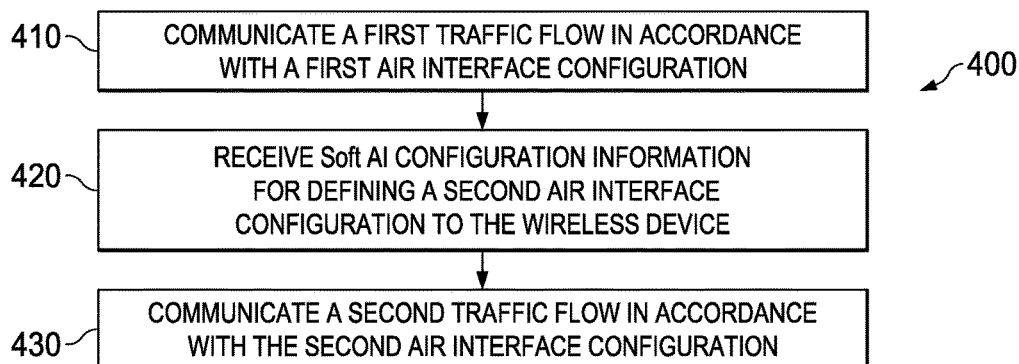 410
COMMUNICATE A FIRST TRAFFIC FLOW IN ACCORDANCE
WITH A FIRST AIR INTERFACE CONFIGURATION
400
420
RECEIVE Soft AI CONFIGURATION INFORMATION
FOR DEFINING A SECOND AIR INTERFACE
CONFIGURATION TO THE WIRELESS DEVICE
430
COMMUNICATE A SECOND TRAFFIC FLOW IN ACCORDANCE
WITH THE SECOND AIR INTERFACE CONFIGURATION